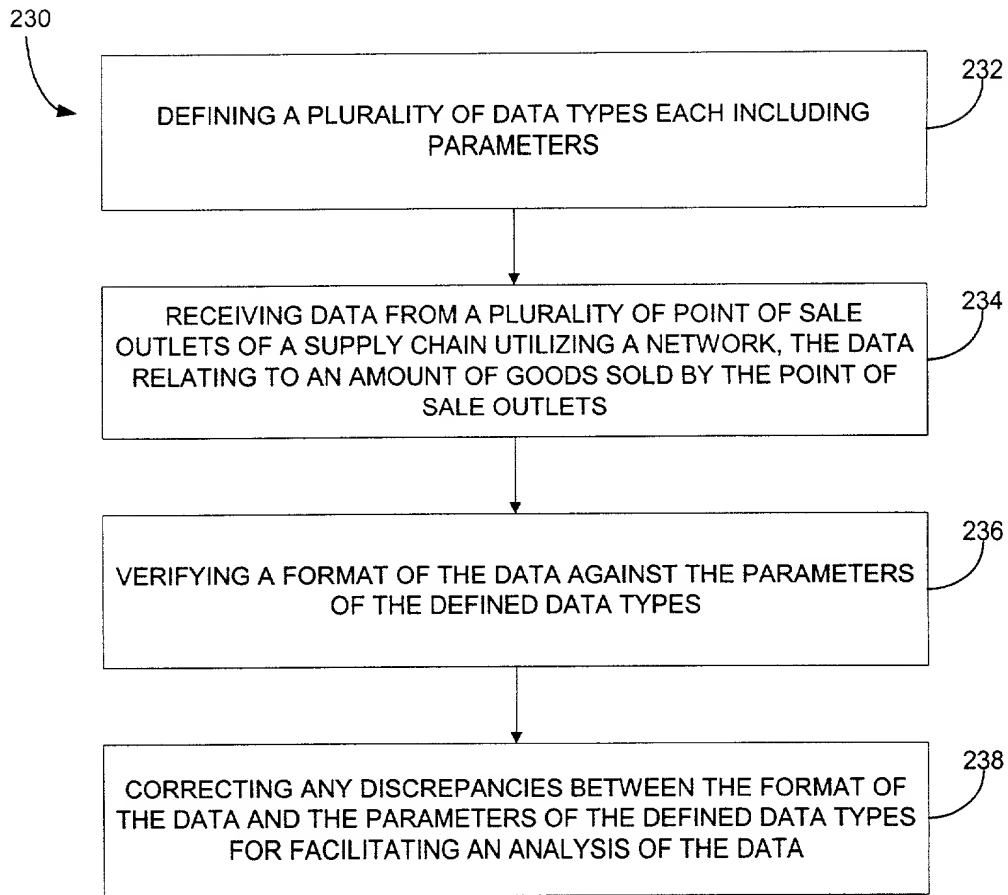 230
232
DEFINING A PLURALITY OF DATA TYPES EACH INCLUDING
PARAMETERS
234
RECEIVING DATA FROM A PLURALITY OF POINT OF SALE
OUTLETS OF A SUPPLY CHAIN UTILIZING A NETWORK, THE DATA
RELATING TO AN AMOUNT OF GOODS SOLD BY THE POINT OF
SALE OUTLETS
236
VERIFYING A FORMAT OF THE DATA AGAINST THE PARAMETERS
OF THE DEFINED DATA TYPES
238
CORRECTING ANY DISCREPANCIES BETWEEN THE FORMAT OF
THE DATA AND THE PARAMETERS OF THE DEFINED DATA TYPES
FOR FACILITATING AN ANALYSIS OF THE DATA